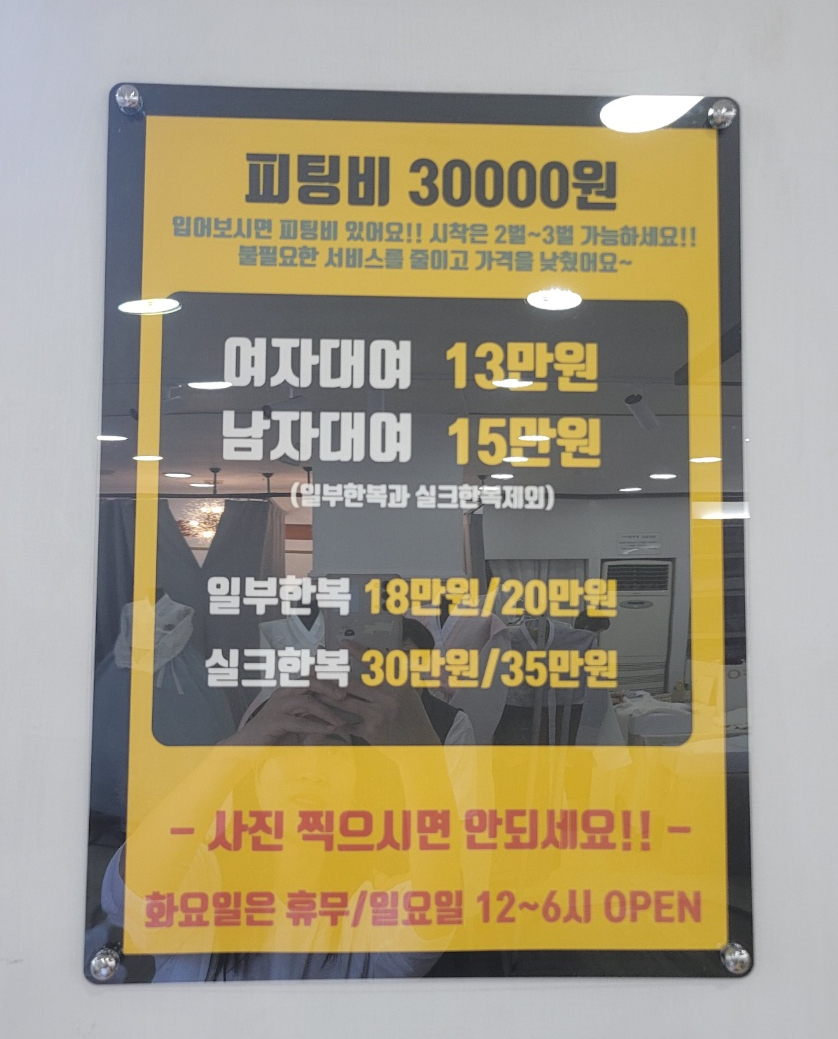 피팅비 30000원
입어보시면 피팅비 있어요!! 시착은 2벌~3벌 가능하세요!!
불필요한 서비스를 줄이고 가격을 낮췄어요~
여자대여 13만원
남자대여 15만원
(일부한복과 실크한복제외)
일부한복 18만원/20만원
실크한복 30만원/35만원
- 사진 찍으시면 안되세요!! -
화요일은 휴무/일요일 12~6시 OPEN